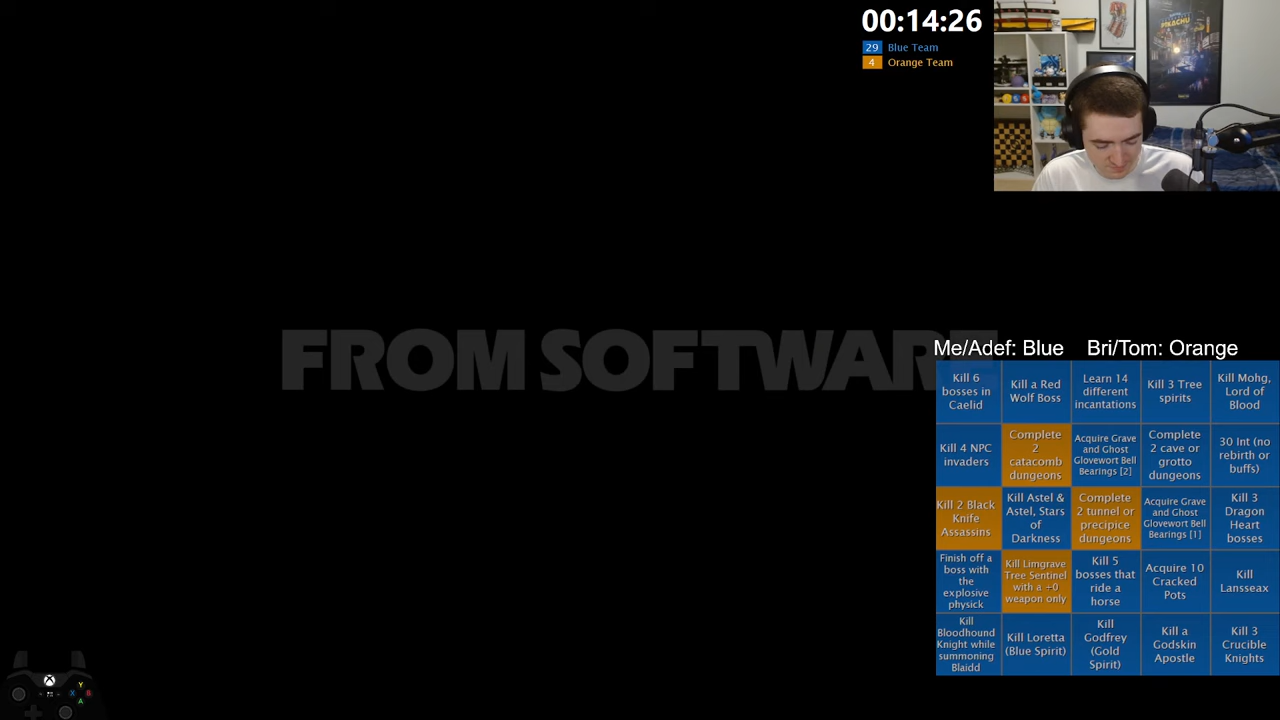 00:14:26
29 Blue Team
4 Orange Team
PIKACHU
FROM SOFTWARE
Me/Adef: Blue Bri/Tom: Orange
Kill 6
bosses in
Caelid
Kill a Red
Wolf Boss
Learn 14
different
incantations
Kill 3 Tree
spirits
Kill Mohg,
Lord of
Blood
Kill 4 NPC
invaders
Complete
2
catacomb
dungeons
Acquire Grave
and Ghost
Glovewort Bell
Bearings [2]
Complete
2 cave or
grotto
dungeons
30 Int (no
rebirth or
buffs)
Kill 2 Black
Knife
Assassins
Kill Astel &
Astel, Stars
of
Darkness
Complete
2 tunnel or
precipice
dungeons
Acquire Grave
and Ghost
Glovewort Bell
Bearings [1]
Kill 3
Dragon
Heart
bosses
Finish off a
boss with
the
explosive
physick
Kill Limgrave
Tree Sentinel
with a +0
weapon only
Kill 5
bosses that
ride a
horse
Acquire 10
Cracked
Pots
Kill
Lansseax
Kill
Bloodhound
Knight while
summoning
Blaidd
Kill Loretta
(Blue Spirit)
Kill
Godfrey
(Gold
Spirit)
Kill a
Godskin
Apostle
Kill 3
Crucible
Knights
Y
X B
A